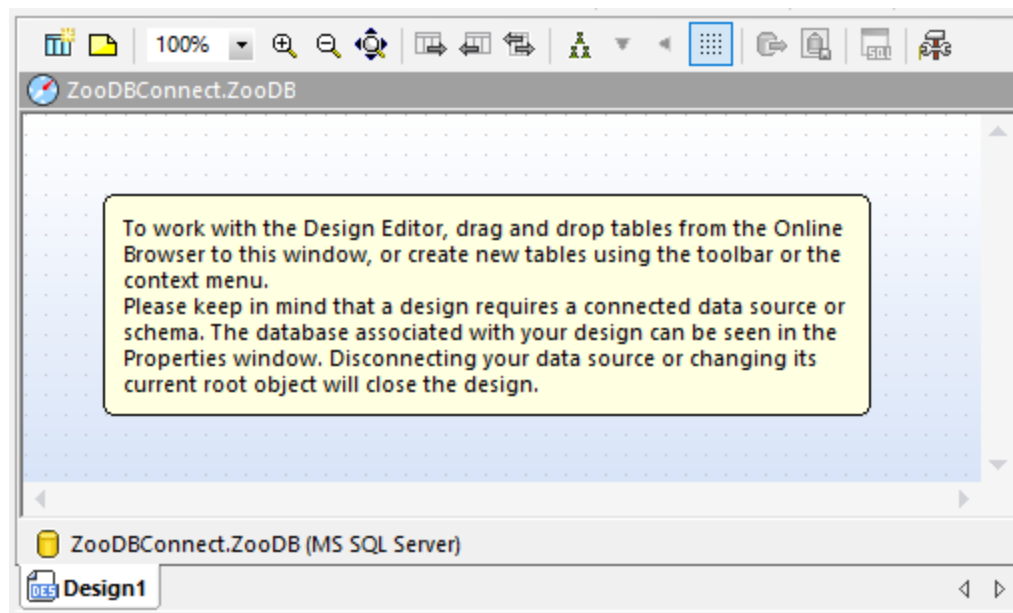 100%
ZooDBConnect.ZooDB
To work with the Design Editor, drag and drop tables from the Online
Browser to this window, or create new tables using the toolbar or the
context menu.
Please keep in mind that a design requires a connected data source or
schema. The database associated with your design can be seen in the
Properties window. Disconnecting your data source or changing its
current root object will close the design.
ZooDBConnect.ZooDB (MS SQL Server)
DES Design1